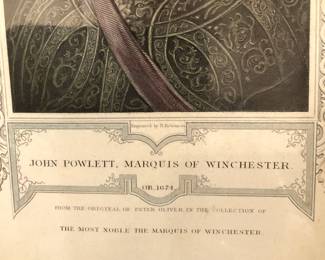 Engraved by H. Robinson
JOHN POWLETT, MARQUIS OF WINCHESTER.
OB. 1674.
FROM THE ORIGINAL OF PETER OLIVER, IN THE COLLECTION OF
THE MOST NOBLE THE MARQUIS OF WINCHESTER.